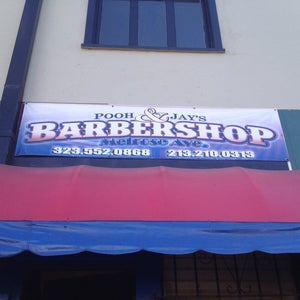 POOH & JAY'S
BARBERSHOP
Melrose Ave
323.552.0868 213.210.0313